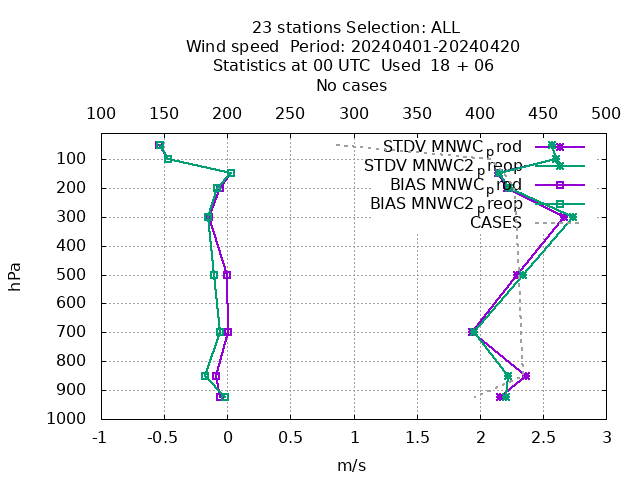 23 stations Selection: ALL
Wind speed  Period: 20240401-20240420
Statistics at 00 UTC  Used  18 + 06
No cases
100 150 200 250 300 350 400 450 500
STDV MNWC_prod
STDV MNWC2_preop
BIAS MNWC_prod
BIAS MNWC2_preop
CASES
100
200
300
400
500
600
700
800
900
1000
hPa
-1 -0.5 0 0.5 1 1.5 2 2.5 3
m/s